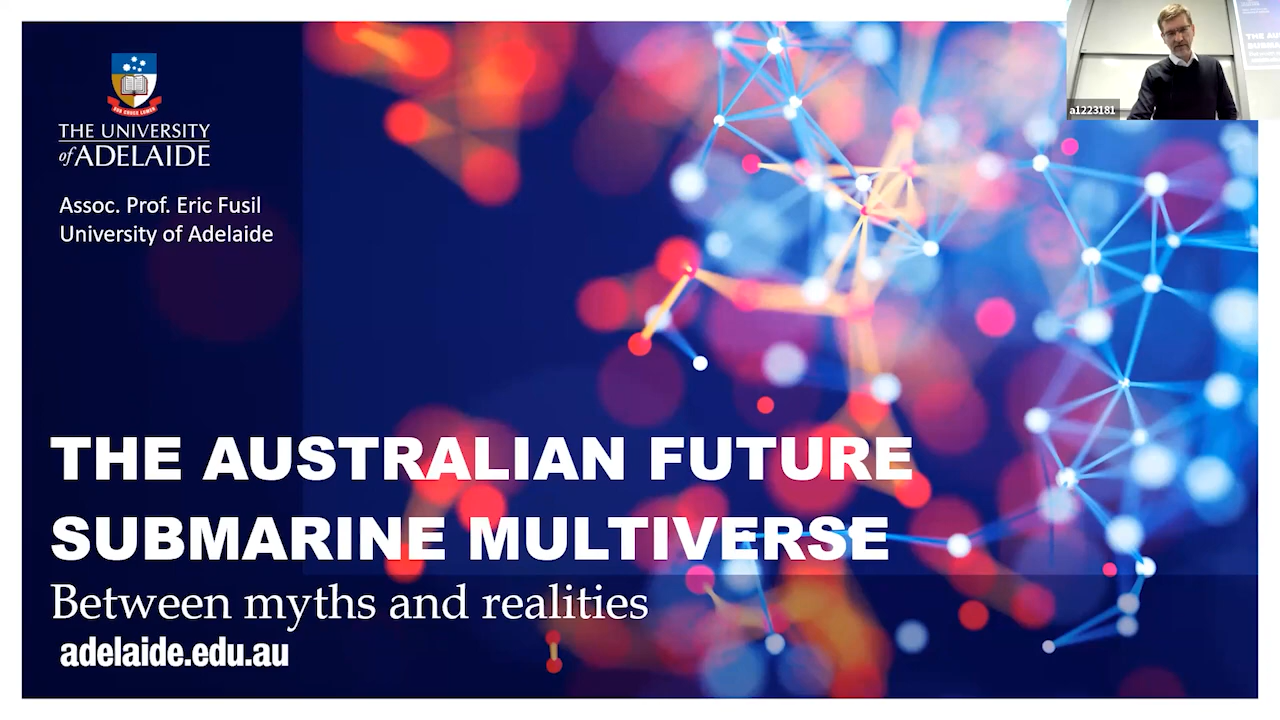 THE UNIVERSITY
of ADELAIDE
Assoc. Prof. Eric Fusil
University of Adelaide
a1223181
THE AUSTRALIAN FUTURE
SUBMARINE MULTIVERSE
Between myths and realities
adelaide.edu.au